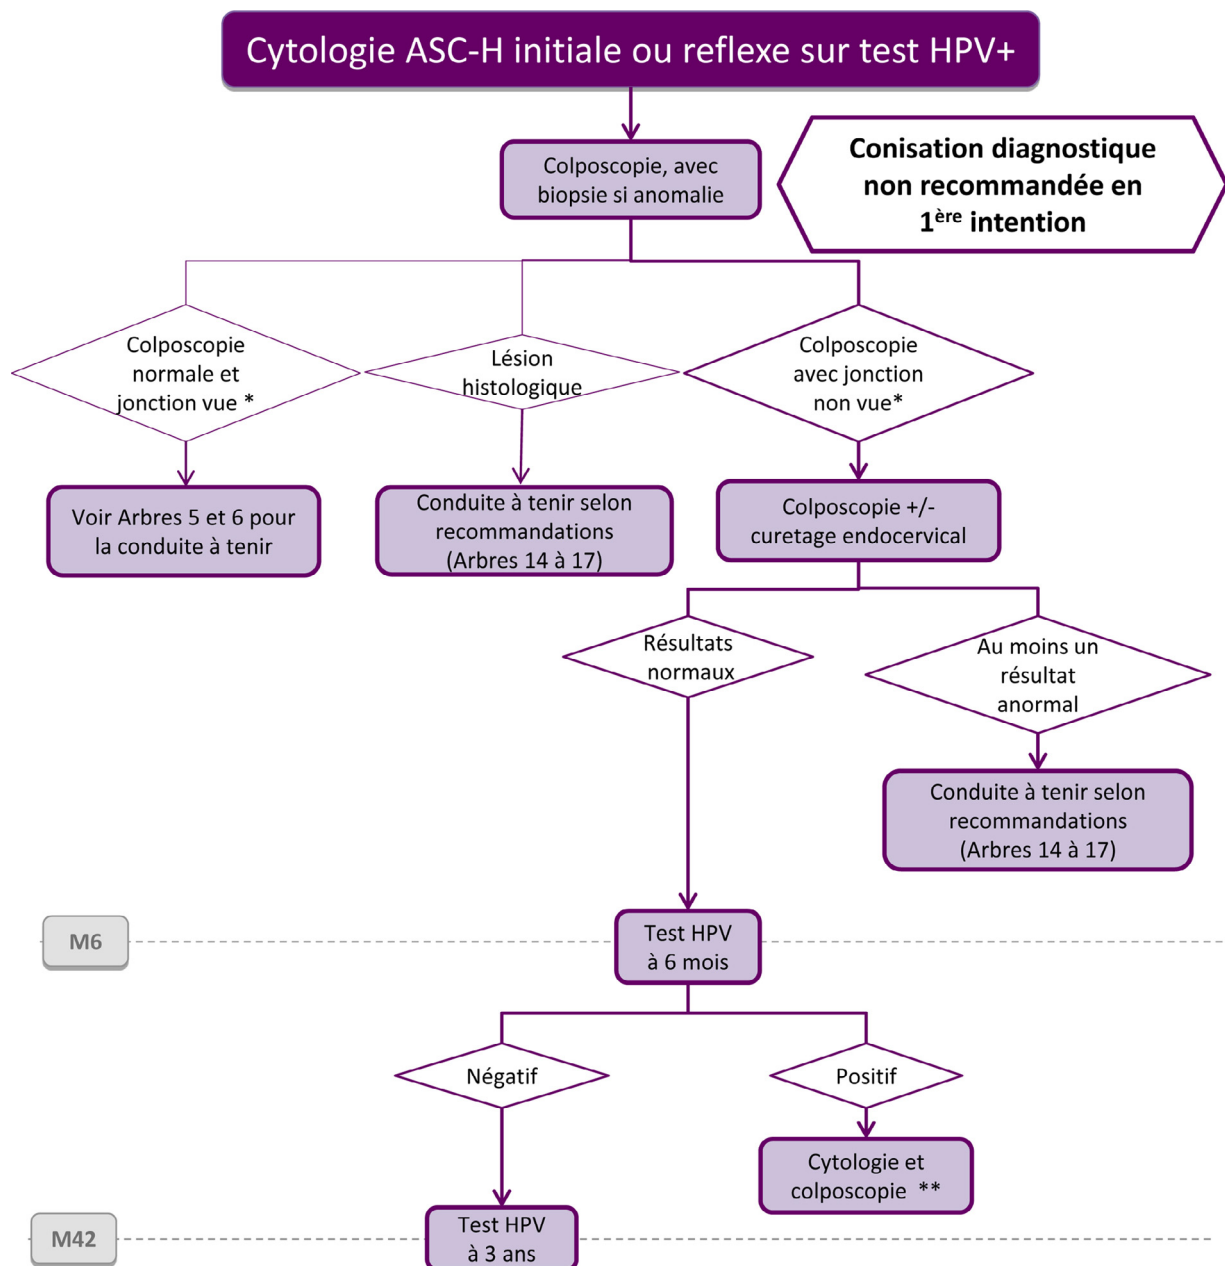 Cytologie ASC-H initiale ou reflexe sur test HPV+
Colposcopie, avec
biopsie si anomalie
Conisation diagnostique
non recommandée en
1ère intention
Colposcopie
normale et
jonction vue *
Lésion
histologique
Colposcopie
avec jonction
non vue*
Voir Arbres 5 et 6 pour
la conduite à tenir
Conduite à tenir selon
recommandations
(Arbres 14 à 17)
Colposcopie +/-
curetage endocervical
Résultats
normaux
Au moins un
résultat
anormal
Conduite à tenir selon
recommandations
(Arbres 14 à 17)
M6
Test HPV
à 6 mois
Négatif
Positif
Cytologie et
colposcopie **
M42
Test HPV
à 3 ans